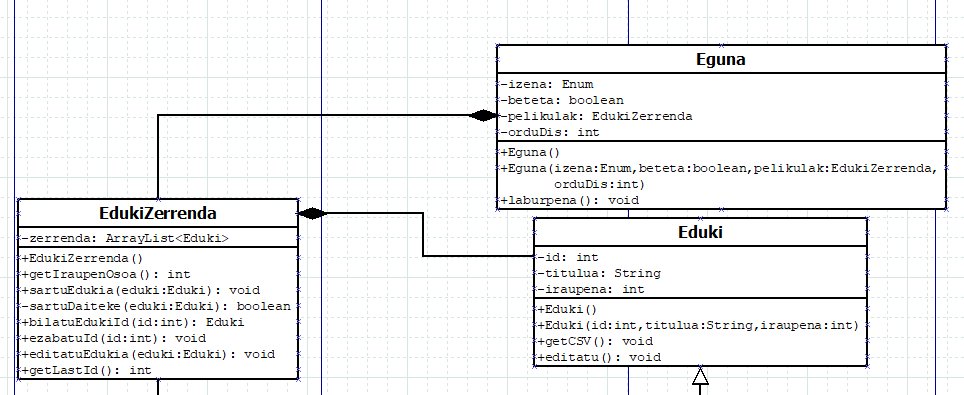 Eguna
-izena: Enum
-beteta: boolean
-pelikulak: EdukiZerrenda
-orduDis: int
+Eguna()
+Eguna(izena:Enum,beteta:boolean,pelikulak:EdukiZerrenda,
orduDis:int)
+laburpena(): void
EdukiZerrenda
-zerrenda: ArrayList<Eduki>
+EdukiZerrenda()
+getIraupenOsoa(): int
+sartuEdukia(eduki:Eduki): void
-sartuDaiteke(eduki:Eduki): boolean
+bilatuEdukiId(id:int): Eduki
+ezabatuId(id:int): void
+editatuEdukia(eduki:Eduki): void
+getLastId(): int
Eduki
-id: int
-titulua: String
-iraupena: int
+Eduki()
+Eduki(id:int,titulua:String,iraupena:int)
+getCSV(): void
+editatu(): void